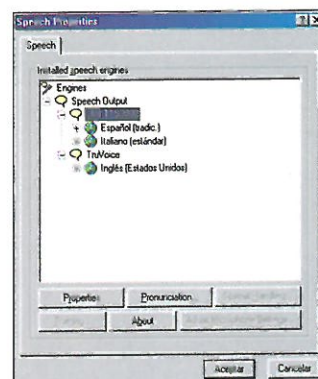 Speech Properties
Speech
Installed speech engines
Engines
Speech Output
Español (tradic.)
Italiano (estándar)
TruVoice
Inglés (Estados Unidos)
Properties
Pronunciation
About
Aceptar
Cancelar